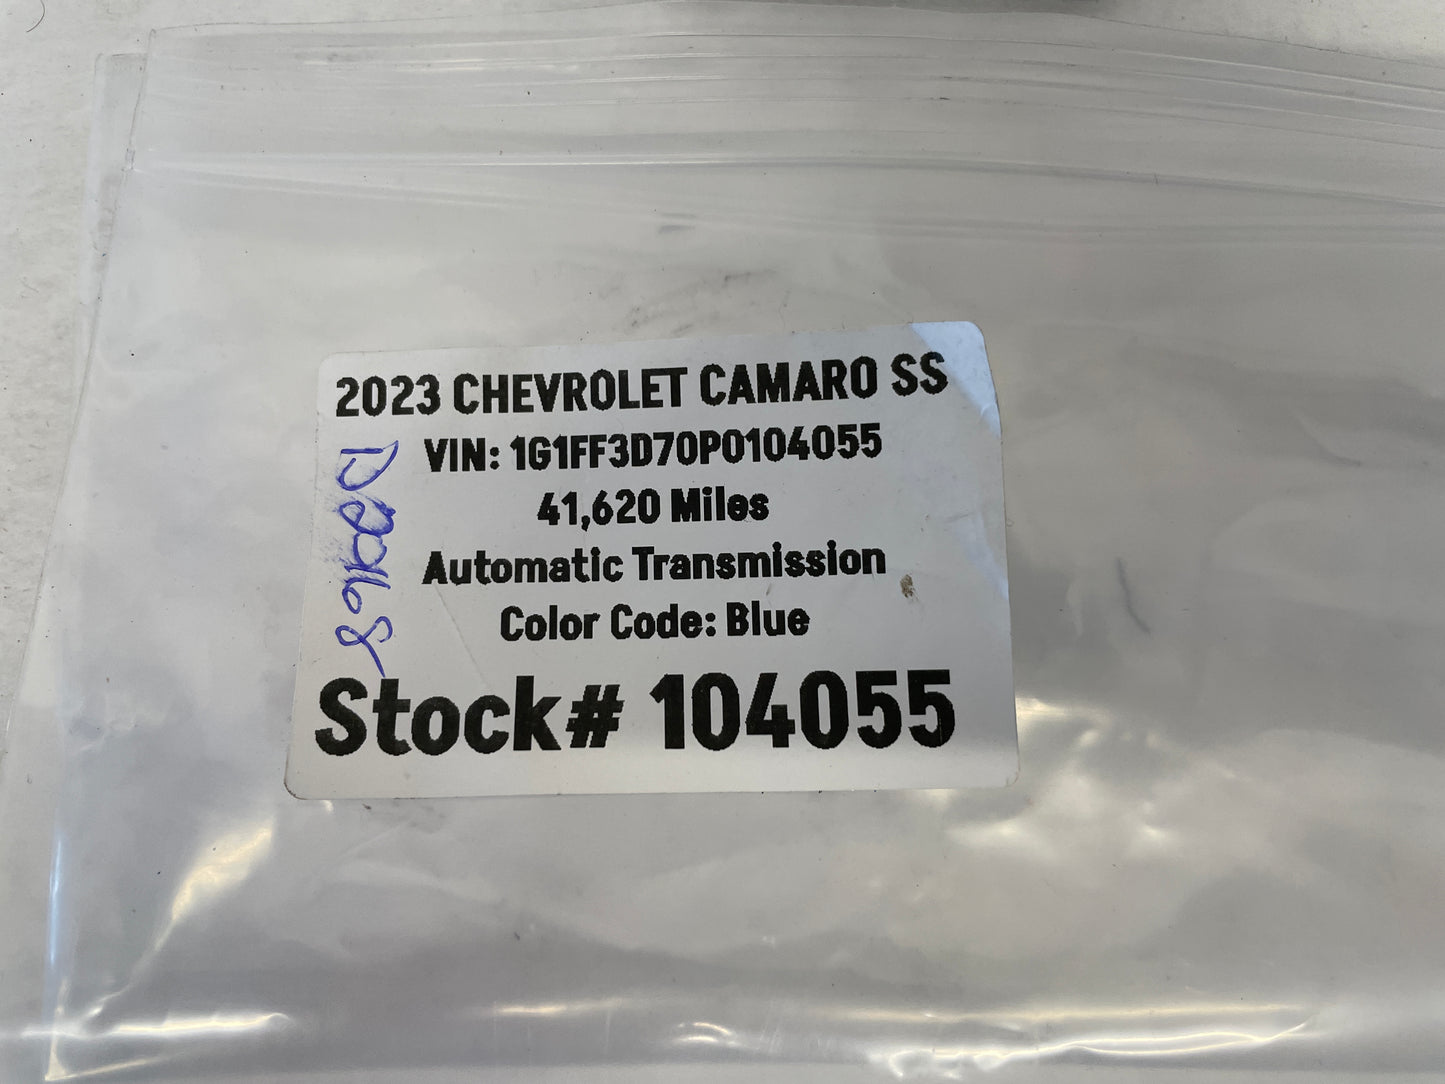 2023 CHEVROLET CAMARO SS
VIN: 1G1FF3D70P0104055
41,620 Miles
Automatic Transmission
Color Code: Blue
Stock# 104055